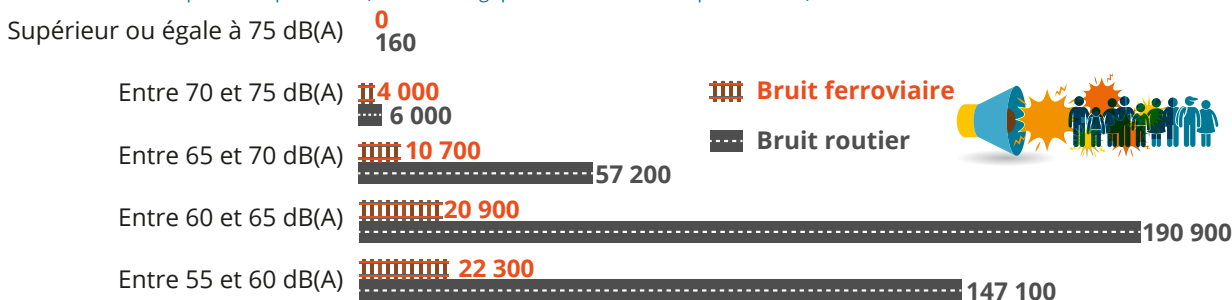 Supérieur ou égale à 75 dB(A)
0
160
Entre 70 et 75 dB(A)
4 000
6 000
Bruit ferroviaire
Entre 65 et 70 dB(A)
10 700
57 200
Bruit routier
Entre 60 et 65 dB(A)
20 900
190 900
Entre 55 et 60 dB(A)
22 300
147 100